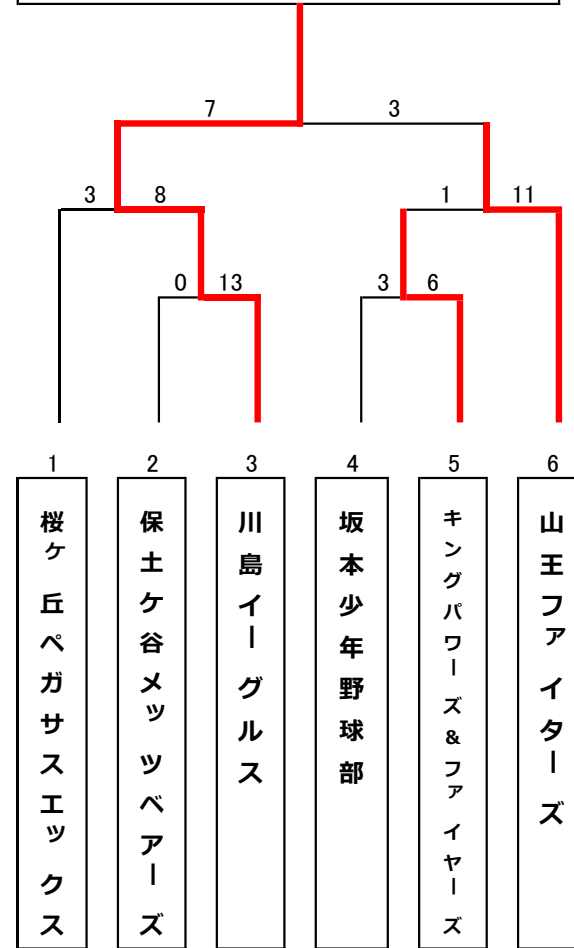 7 3
3 8 1 11
0 13 3 6
1 2 3 4 5 6
桜ヶ丘ペガサスエックス
保土ケ谷メッツベアーズ
川島イーグルス
坂本少年野球部
キングパワーズ&ファイヤーズ
山王ファイターズ